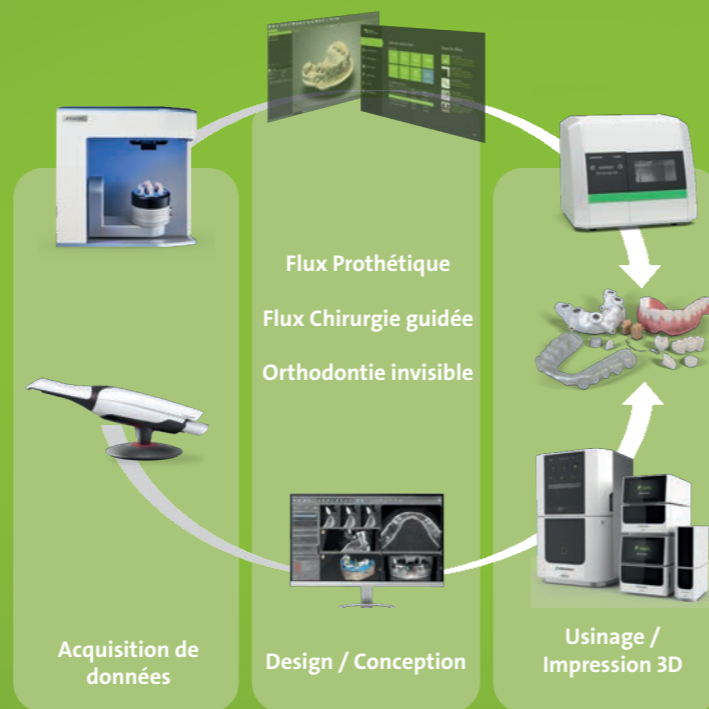 Flux Prothétique
Flux Chirurgie guidée
Orthodontie invisible
Acquisition de
données
Design / Conception
Usinage /
Impression 3D